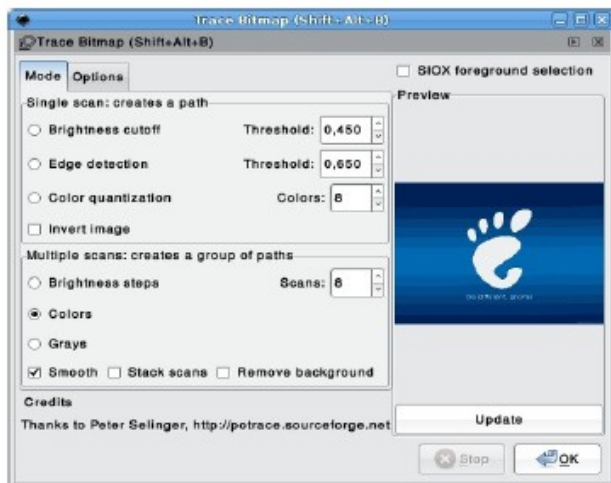 Trace Bitmap (Shift+Alt+B)
Trace Bitmap (Shift+Alt+B)
Mode Options
SIOX foreground selection
Single scan: creates a path
Preview
Brightness cutoff Threshold: 0,450
Edge detection Threshold: 0,650
Color quantization Colors: 8
Invert image
Multiple scans: creates a group of paths
Brightness steps Scans: 8
Colors
Grays
Smooth Stack scans Remove background
be different, gnome
Credits
Thanks to Peter Selinger, http://potrace.sourceforge.net
Update
Stop OK